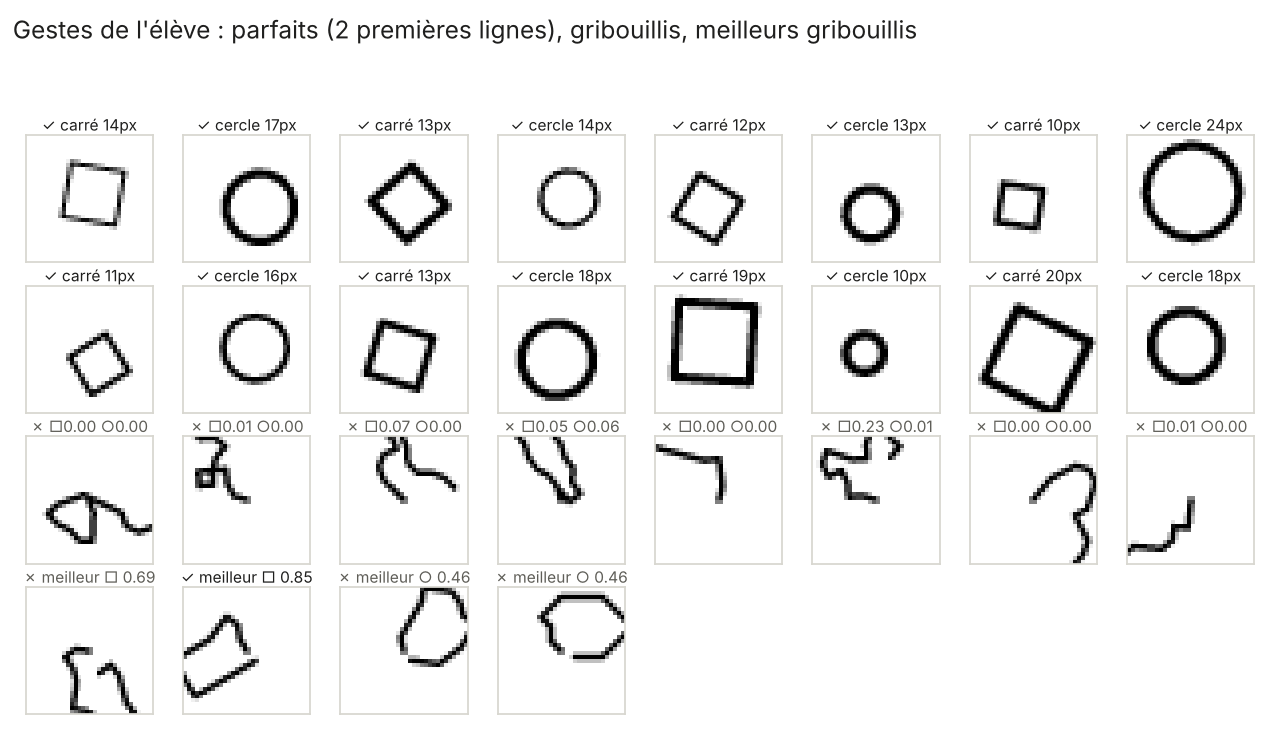 Gestes de l'élève : parfaits (2 premières lignes), gribouillis, meilleurs gribouillis
✓ carré 14px ✓ cercle 17px ✓ carré 13px ✓ cercle 14px ✓ carré 12px ✓ cercle 13px ✓ carré 10px ✓ cercle 24px
✓ carré 11px ✓ cercle 16px ✓ carré 13px ✓ cercle 18px ✓ carré 19px ✓ cercle 10px ✓ carré 20px ✓ cercle 18px
× □0.00 ○0.00 × □0.01 ○0.00 × □0.07 ○0.00 × □0.05 ○0.06 × □0.00 ○0.00 × □0.23 ○0.01 × □0.00 ○0.00 × □0.01 ○0.00
× meilleur □ 0.69 ✓ meilleur □ 0.85 × meilleur ○ 0.46 × meilleur ○ 0.46